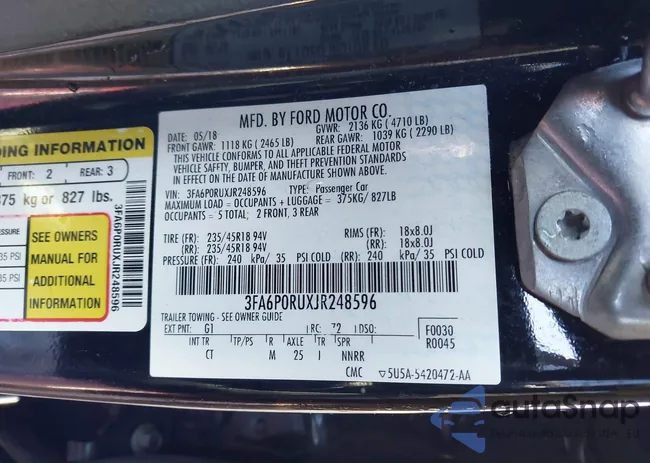 DING INFORMATION
FRONT: 2 REAR: 3
375 kg or 827 lbs.
SEE OWNERS
MANUAL FOR
ADDITIONAL
INFORMATION
35 PSI
35 PSI
3FA6P0RUXJR248596
MFD. BY FORD MOTOR CO.
DATE: 05/18 GVWR: 2136 KG ( 4710 LB)
FRONT GAWR: 1118 KG ( 2465 LB) REAR GAWR: 1039 KG ( 2290 LB)
THIS VEHICLE CONFORMS TO ALL APPLICABLE FEDERAL MOTOR
VEHICLE SAFETY, BUMPER, AND THEFT PREVENTION STANDARDS
IN EFFECT ON THE DATE OF MANUFACTURE SHOWN ABOVE.
VIN: 3FA6P0RUXJR248596 TYPE: Passenger Car
MAXIMUM LOAD = OCCUPANTS + LUGGAGE = 375KG/ 827LB
OCCUPANTS = 5 TOTAL; 2 FRONT, 3 REAR
TIRE (FR): 235/45R18 94V RIMS (FR): 18x8.0J
(RR): 235/45R18 94V (RR): 18x8.0J
PRESSURE (FR): 240 kPa/ 35 PSI COLD (RR): 240 kPa/ 35 PSI COLD
3FA6P0RUXJR248596
TRAILER TOWING - SEE OWNER GUIDE
EXT PNT: G1 RC: 72 DSO: F0030
INT TR TP/PS R AXLE TR SPR R0045
CT M 25 I NNRR
CMC ▽5U5A-5420472-AA
autoSnap